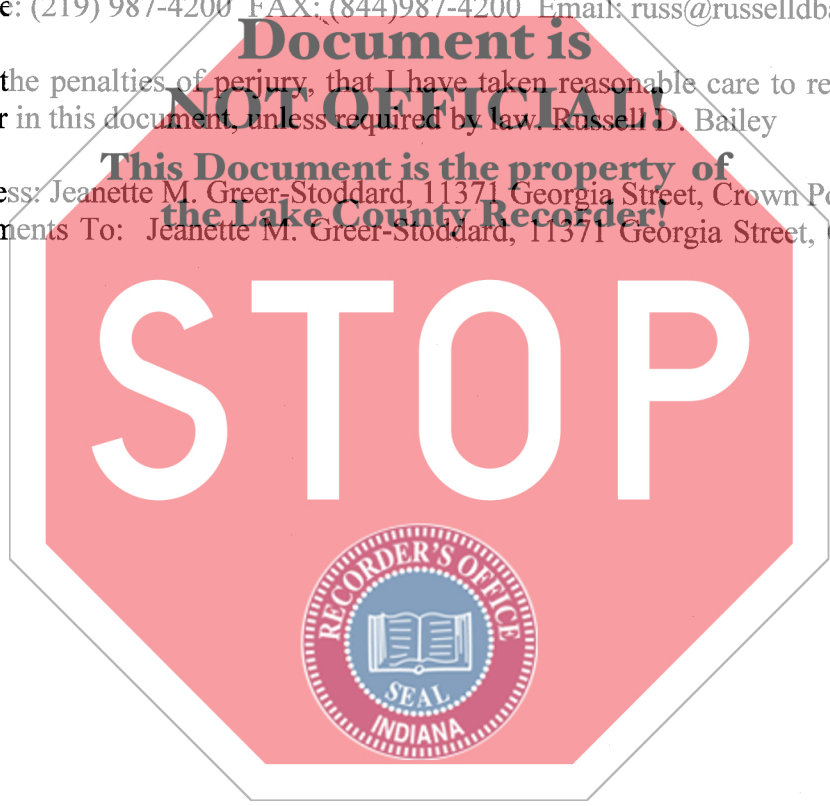 e: (219) 987-4200 FAX: (844)987-4200 Email: russ@russelldba
Document is
the penalties of perjury, that I have taken reasonable care to re
NOT OFFICIAL!
r in this document, unless required by law. Russell D. Bailey
This Document is the property of
ess: Jeanette M. Greer-Stoddard, 11371 Georgia Street, Crown Po
the Lake County Recorder!
ments To: Jeanette M. Greer-Stoddard, 11371 Georgia Street,
STOP
RECORDER'S OFFICE
SEAL
INDIANA